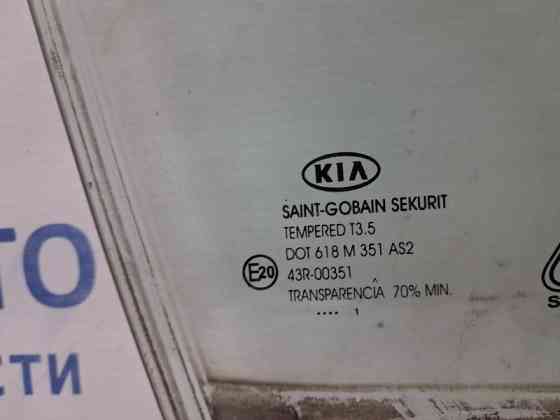 KIA
SAINT-GOBAIN SEKURIT
TEMPERED T3.5
DOT 618 M 351 AS2
E20
43R-00351
TRANSPARENCIA 70% MIN.
.... 1
ТО
сти
S